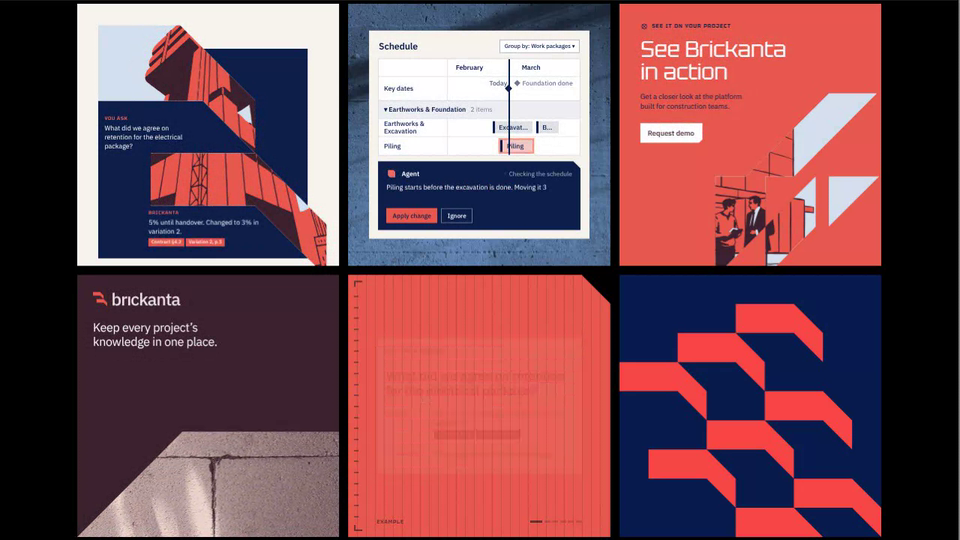 YOU ASK
What did we agree on
retention for the electrical
package?
BRICKANTA
5% until handover. Changed to 3% in
variation 2.
Contract §4.2 Variation 2, p.3
Schedule
Group by: Work packages ▾
February March
Today Foundation done
Key dates
▾ Earthworks & Foundation 2 items
Earthworks &
Excavation
Excavat... B...
Piling Piling
Agent Checking the schedule
Piling starts before the excavation is done. Moving it 3
Apply change Ignore
SEE IT ON YOUR PROJECT
See Brickanta
in action
Get a closer look at the platform
built for construction teams.
Request demo
brickanta
Keep every project's
knowledge in one place.
EXAMPLE